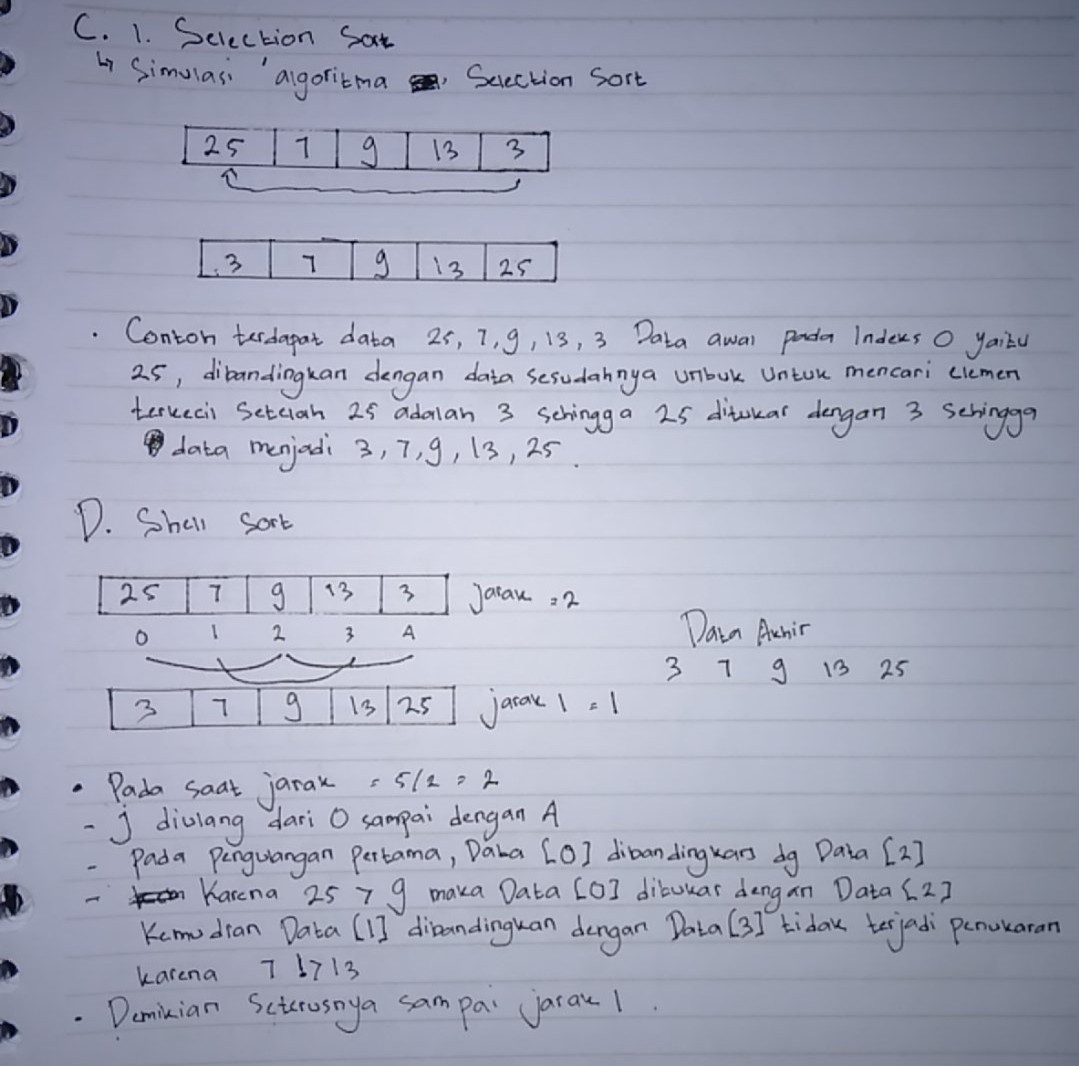 C. 1. Selection Sort
↳ Simulasi algoritma Selection Sort
25 7 9 13 3
3 7 9 13 25
• Contoh terdapat data 25, 7, 9, 13, 3 Data awal pada Indeks 0 yaitu
25, dibandingkan dengan data sesudahnya untuk untuk mencari elemen
terkecil Setelah 25 adalah 3 sehingga 25 ditukar dengan 3 Sehingga
data menjadi 3, 7, 9, 13, 25.
D. Shell Sort
25 7 9 13 3 jarak = 2
0 1 2 3 4
Data Akhir
3 7 9 13 25
3 7 9 13 25 jarak 1 = 1
• Pada saat jarak = 5/2 = 2
- j diulang dari 0 sampai dengan 4
- pada Pengulangan Pertama, Data [0] dibandingkan dg Data [2]
- Karena 25 > 9 maka Data [0] ditukar dengan Data [2]
Kemudian Data [1] dibandingkan dengan Data [3] tidak terjadi penukaran
karena 7 !> 13
• Demikian Seterusnya sampai jarak 1.